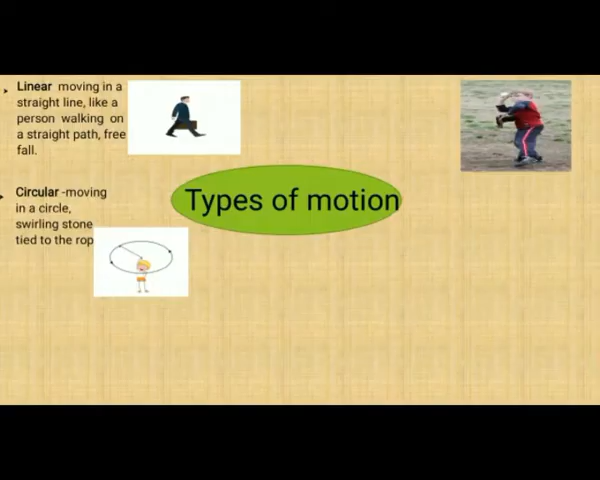 Linear moving in a
straight line, like a
person walking on
a straight path, free
fall.
Types of motion
Circular -moving
in a circle,
swirling stone
tied to the rop